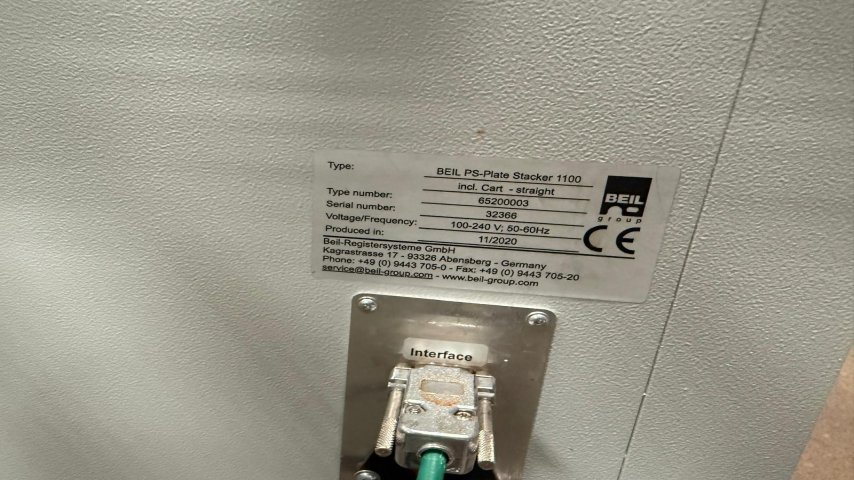 Type: BEIL PS-Plate Stacker 1100
incl. Cart - straight
Type number: 65200003
Serial number: 32366
Voltage/Frequency: 100-240 V; 50-60Hz
Produced in: 11/2020
Beil-Registersysteme GmbH
Kagrastrasse 17 - 93326 Abensberg - Germany
Phone: +49 (0) 9443 705-0 - Fax: +49 (0) 9443 705-20
service@beil-group.com - www.beil-group.com
BEIL
group
CE
Interface